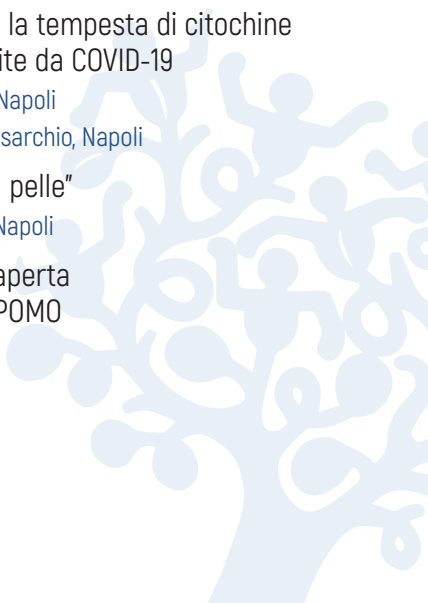 la tempesta di citochine
ite da COVID-19
Napoli
sarchio, Napoli
pelle”
Napoli
aperta
POMO